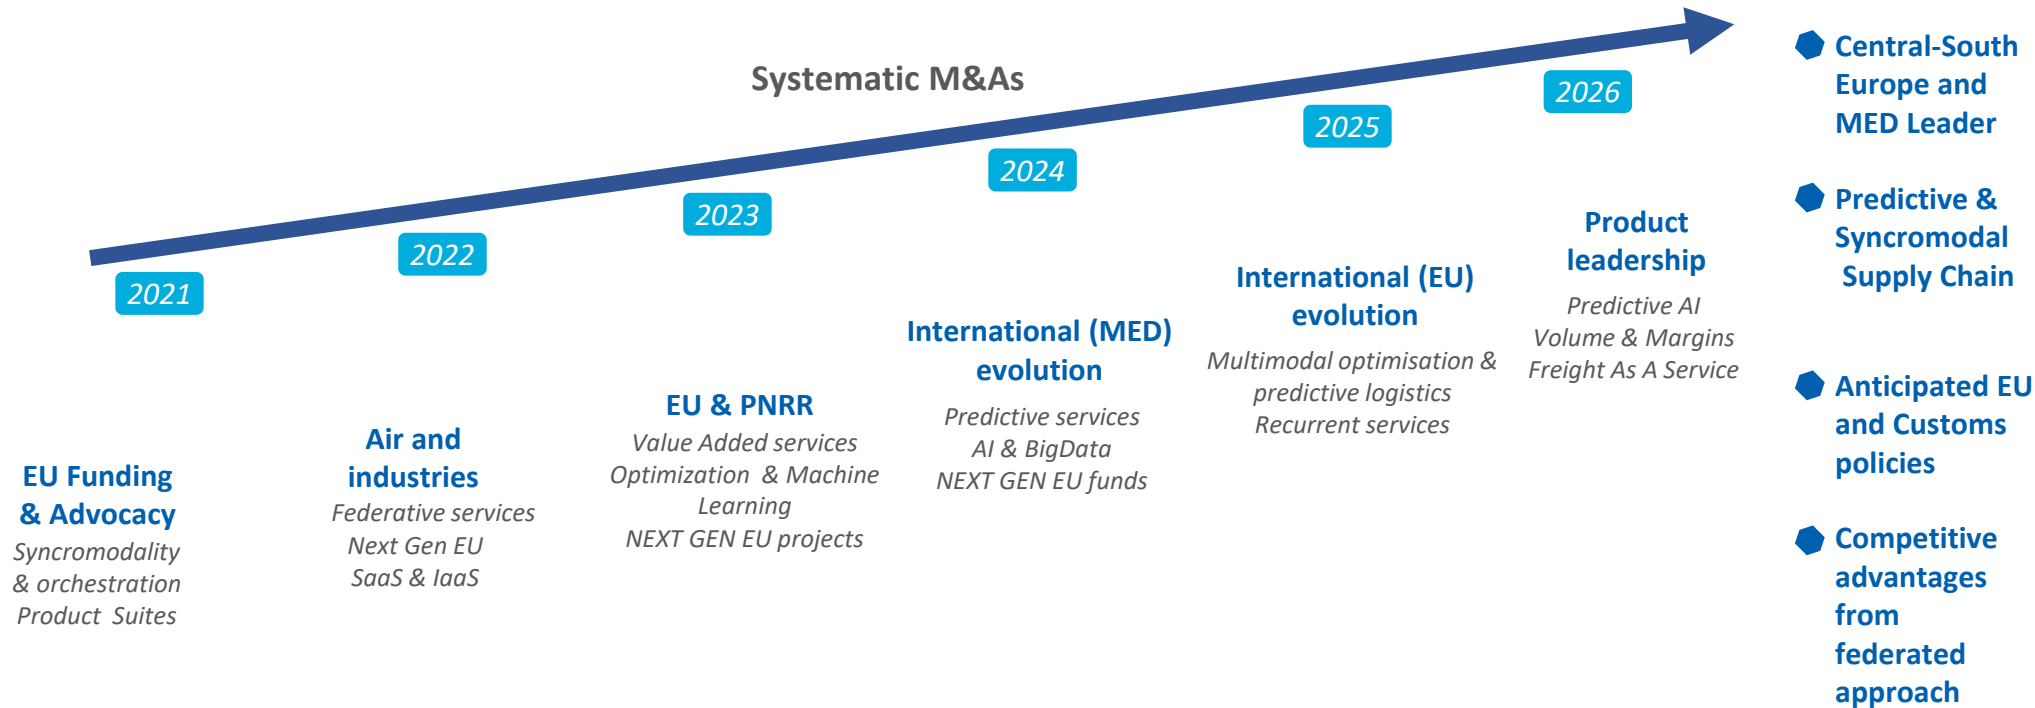 Systematic M&As
2021
EU Funding
& Advocacy
Syncromodality
& orchestration
Product Suites
2022
Air and
industries
Federative services
Next Gen EU
SaaS & IaaS
2023
EU & PNRR
Value Added services
Optimization & Machine
Learning
NEXT GEN EU projects
2024
International (MED)
evolution
Predictive services
AI & BigData
NEXT GEN EU funds
2025
International (EU)
evolution
Multimodal optimisation &
predictive logistics
Recurrent services
2026
Product
leadership
Predictive AI
Volume & Margins
Freight As A Service
Central-South
Europe and
MED Leader
Predictive &
Syncromodal
Supply Chain
Anticipated EU
and Customs
policies
Competitive
advantages
from
federated
approach